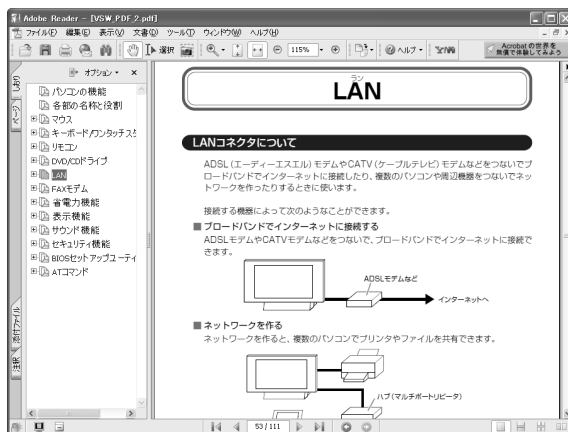 Adobe Reader - [VSW_PDF_2.pdf]
ファイル(F) 編集(E) 表示(V) 文書(D) ツール(T) ウィンドウ(W) ヘルプ(H)
選択
115%
ヘルプ
Acrobat の世界を
無償で体験してみよう
しおり
オプション
ページ
パソコンの機能
各部の名称と役割
マウス
キーボード/ワンタッチスタ
リモコン
DVD/CDドライブ
LAN
FAXモデム
省電力機能
表示機能
サウンド機能
セキュリティ機能
BIOSセットアップユーティ
ATコマンド
添付ファイル
注釈
ラン
LAN
LANコネクタについて
ADSL(エーディーエスエル)モデムやCATV(ケーブルテレビ)モデムなどをつないでブ
ロードバンドでインターネットに接続したり、複数のパソコンや周辺機器をつないでネッ
トワークを作ったりするときに使います。
接続する機器によって次のようなことができます。
■ ブロードバンドでインターネットに接続する
ADSLモデムやCATVモデムなどをつないで、ブロードバンドでインターネットに接続で
きます。
ADSLモデムなど
インターネットへ
■ ネットワークを作る
ネットワークを作ると、複数のパソコンでプリンタやファイルを共有できます。
ハブ(マルチポートリピータ)
53/111